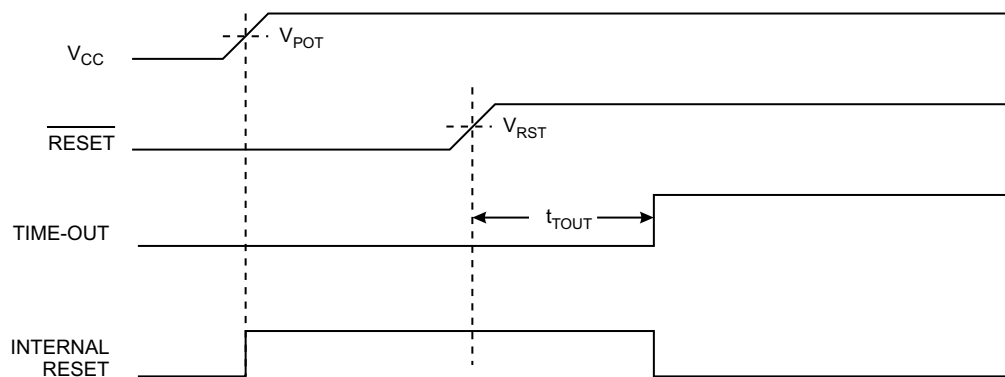 V_CC
V_POT
RESET
V_RST
TIME-OUT
t_TOUT
INTERNAL
RESET